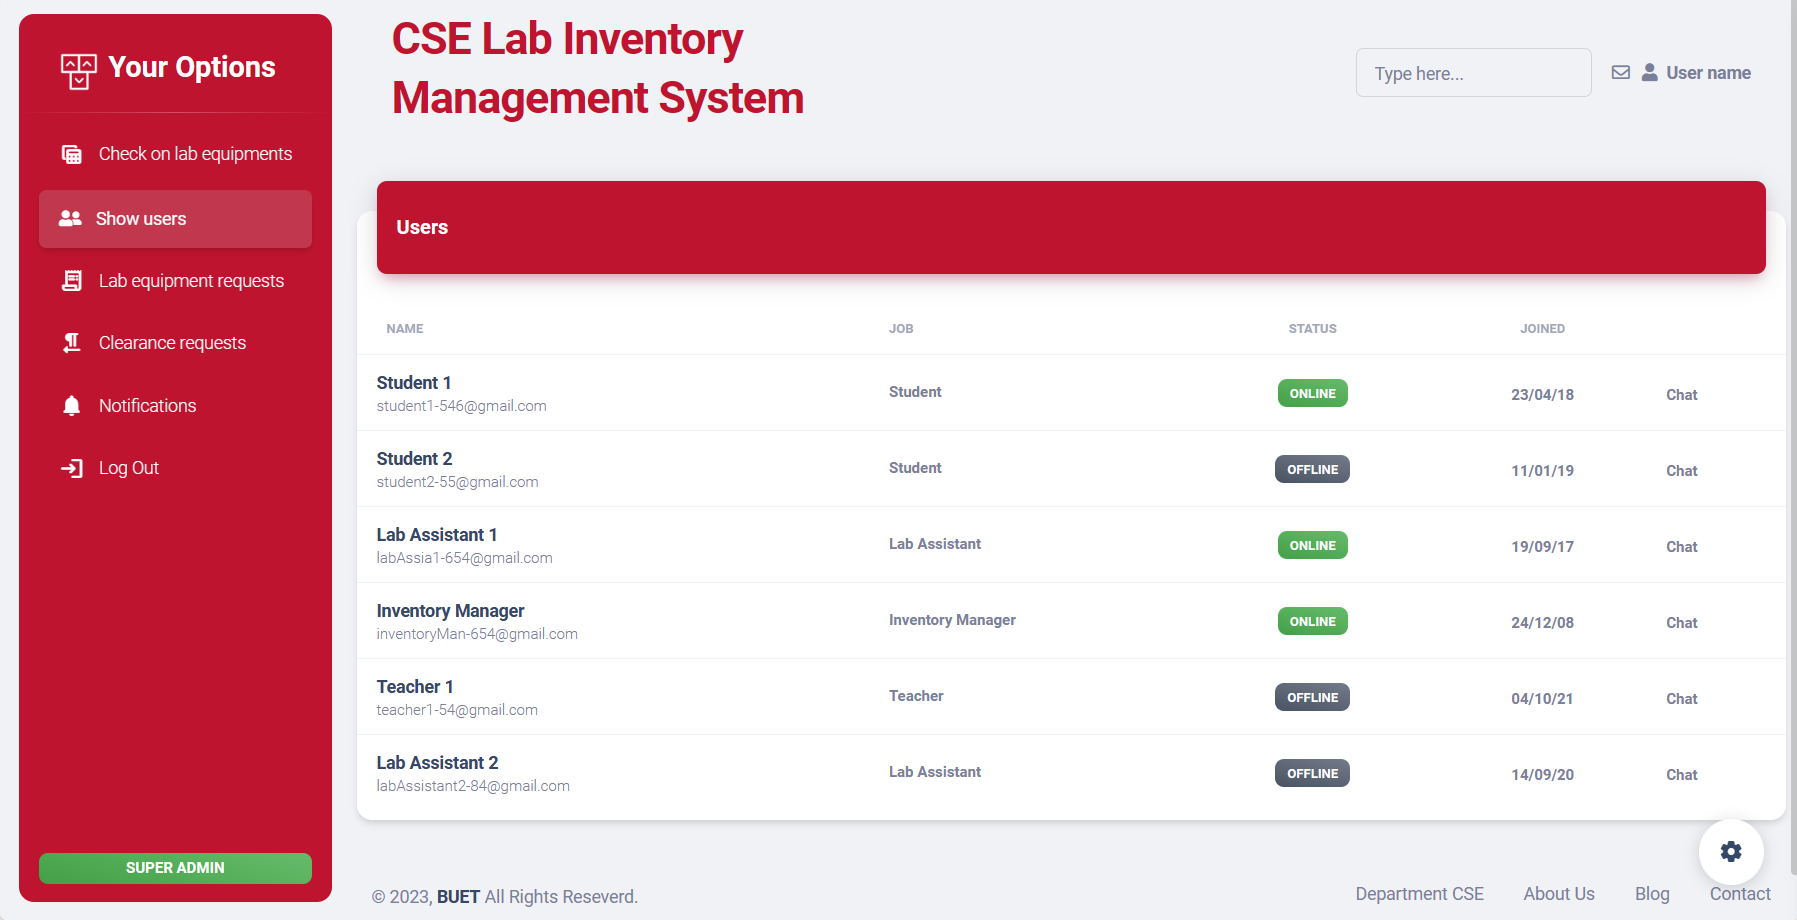 Your Options
Check on lab equipments
Show users
Lab equipment requests
Clearance requests
Notifications
Log Out
SUPER ADMIN
CSE Lab Inventory
Management System
Type here...
User name
Users
NAME JOB STATUS JOINED
Student 1
student1-546@gmail.com
Student ONLINE 23/04/18 Chat
Student 2
student2-55@gmail.com
Student OFFLINE 11/01/19 Chat
Lab Assistant 1
labAssia1-654@gmail.com
Lab Assistant ONLINE 19/09/17 Chat
Inventory Manager
inventoryMan-654@gmail.com
Inventory Manager ONLINE 24/12/08 Chat
Teacher 1
teacher1-54@gmail.com
Teacher OFFLINE 04/10/21 Chat
Lab Assistant 2
labAssistant2-84@gmail.com
Lab Assistant OFFLINE 14/09/20 Chat
© 2023, BUET All Rights Reseverd.
Department CSE About Us Blog Contact